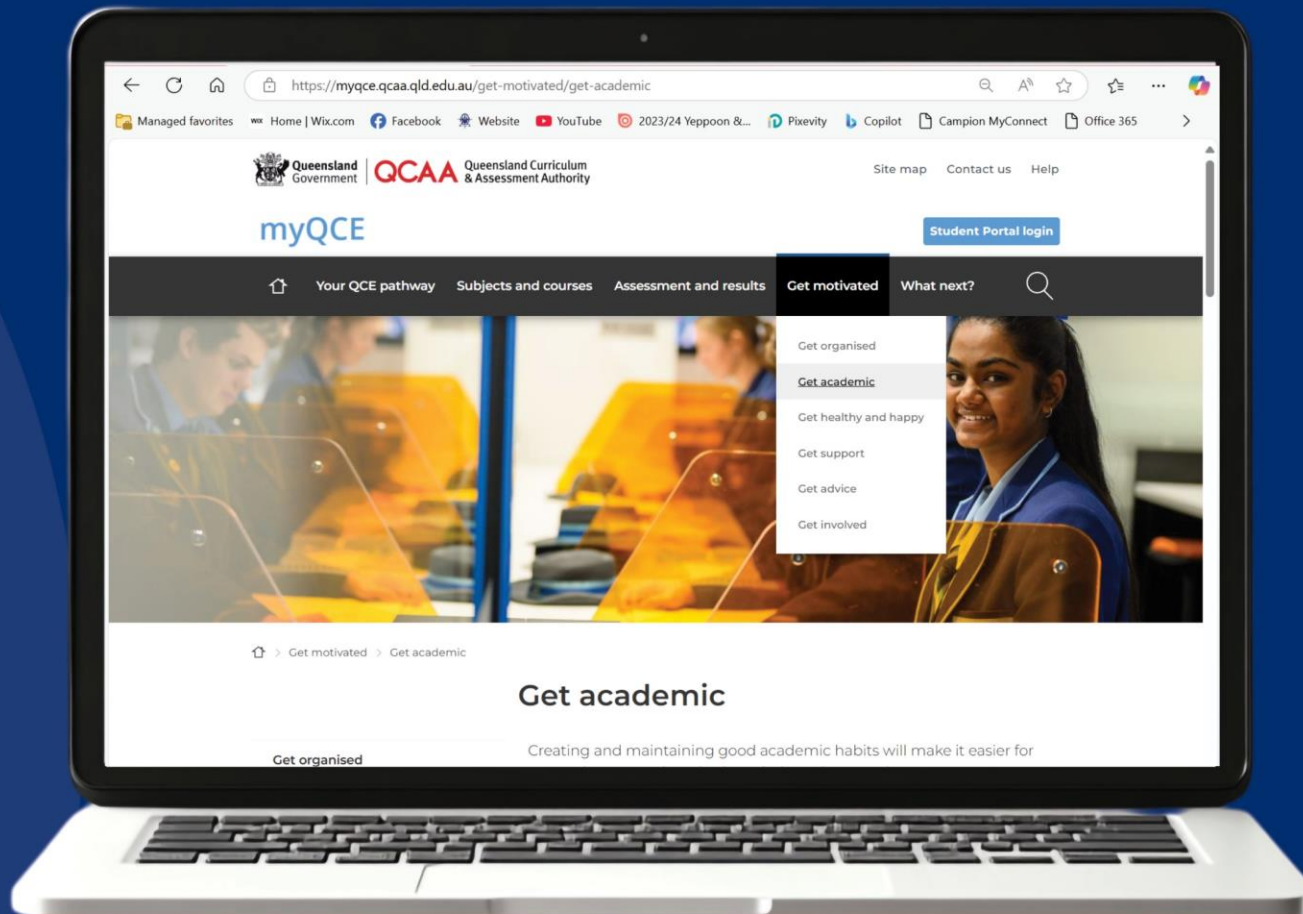 https://myqce.qcaa.qld.edu.au/get-motivated/get-academic
Managed favorites WIX Home | Wix.com Facebook Website YouTube 2023/24 Yeppoon &... Pixevity Copilot Campion MyConnect Office 365
Queensland Government QCAA Queensland Curriculum & Assessment Authority
Site map Contact us Help
myQCE
Student Portal login
Your QCE pathway Subjects and courses Assessment and results Get motivated What next?
Get organised
Get academic
Get healthy and happy
Get support
Get advice
Get involved
Get motivated > Get academic
Get academic
Get organised
Creating and maintaining good academic habits will make it easier for